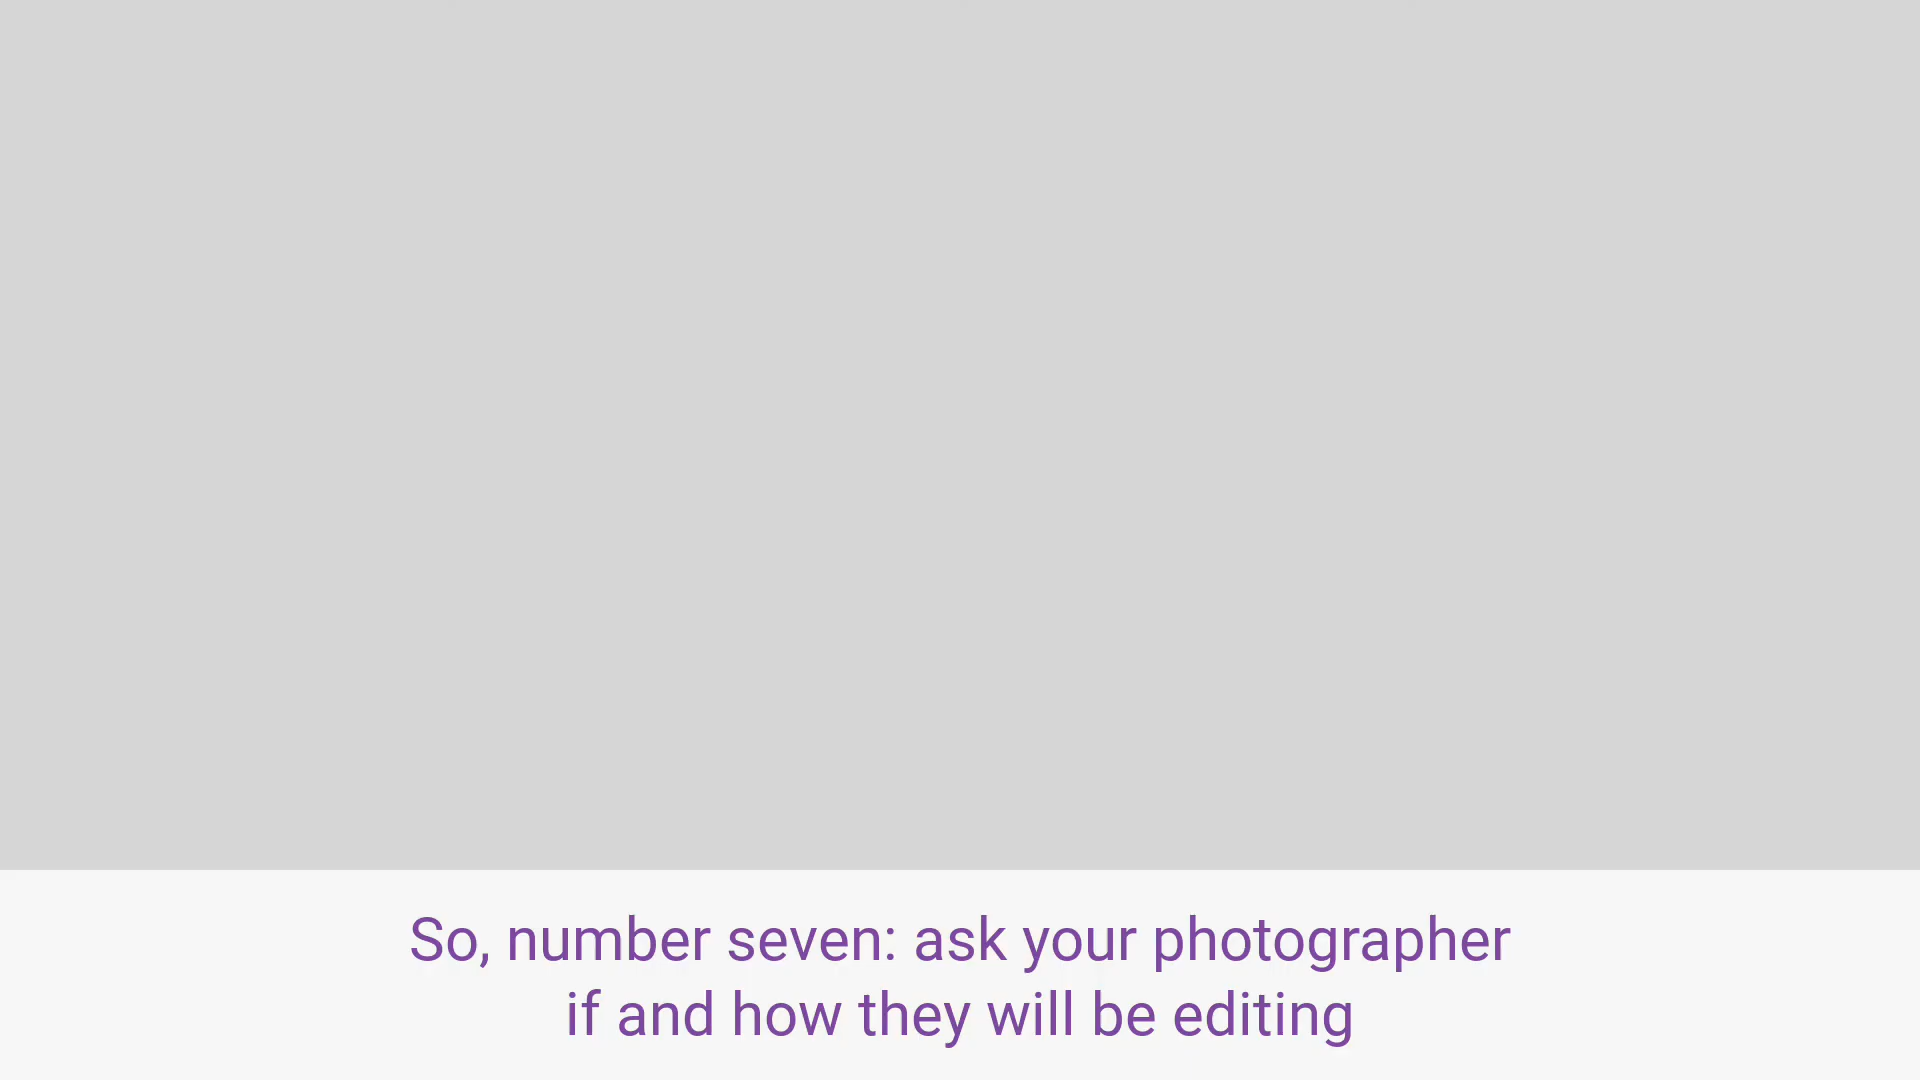 So, number seven: ask your photographer
if and how they will be editing